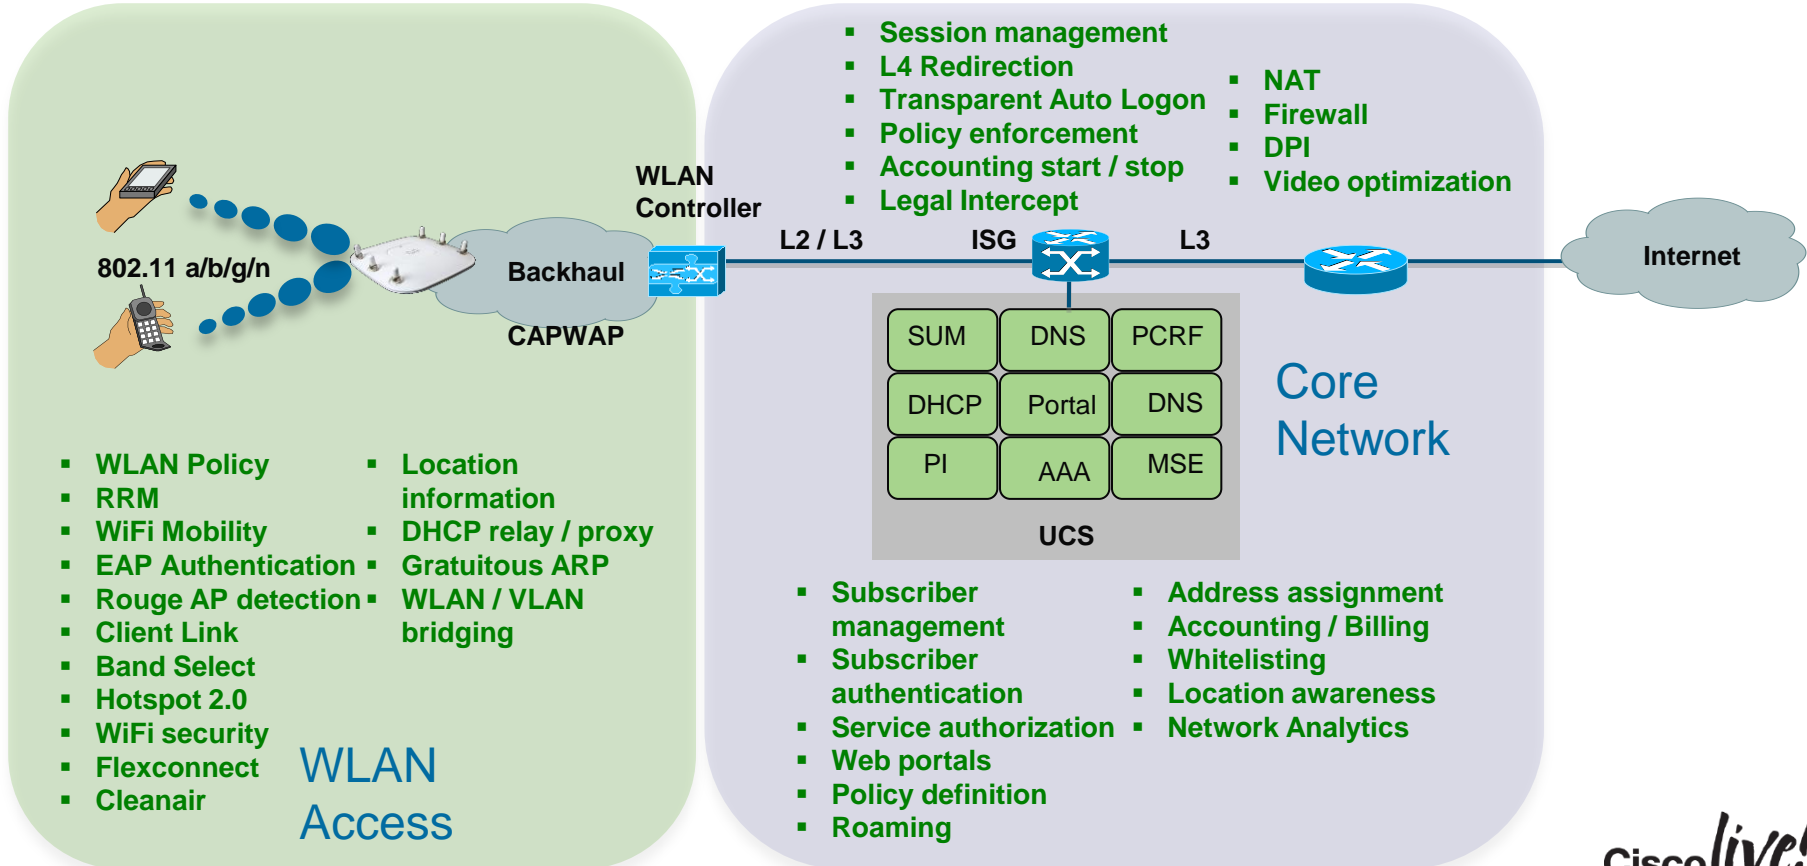 ▪ Session management
▪ L4 Redirection
▪ Transparent Auto Logon
▪ Policy enforcement
▪ Accounting start / stop
▪ Legal Intercept
▪ NAT
▪ Firewall
▪ DPI
▪ Video optimization
802.11 a/b/g/n
Backhaul
CAPWAP
WLAN
Controller
L2 / L3
ISG
L3
Internet
SUM
DNS
PCRF
DHCP
Portal
DNS
PI
AAA
MSE
UCS
Core
Network
▪ WLAN Policy
▪ RRM
▪ WiFi Mobility
▪ EAP Authentication
▪ Rouge AP detection
▪ Client Link
▪ Band Select
▪ Hotspot 2.0
▪ WiFi security
▪ Flexconnect
▪ Cleanair
▪ Location
information
▪ DHCP relay / proxy
▪ Gratuitous ARP
▪ WLAN / VLAN
bridging
WLAN
Access
▪ Subscriber
management
▪ Subscriber
authentication
▪ Service authorization
▪ Web portals
▪ Policy definition
▪ Roaming
▪ Address assignment
▪ Accounting / Billing
▪ Whitelisting
▪ Location awareness
▪ Network Analytics
Cisco live!